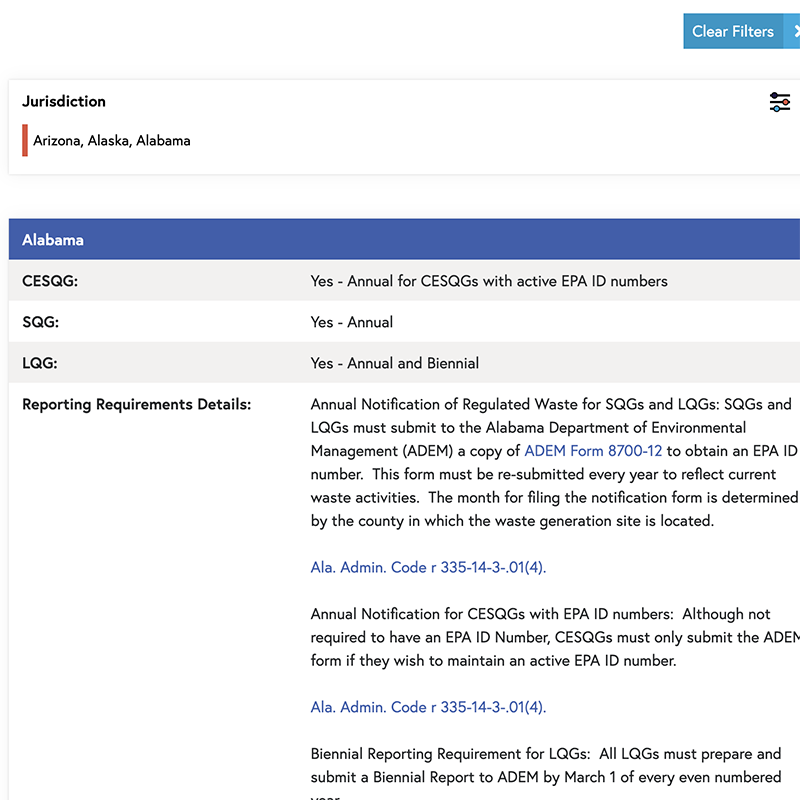 Clear Filters
Jurisdiction
Arizona, Alaska, Alabama
Alabama
CESQG: Yes - Annual for CESQGs with active EPA ID numbers
SQG: Yes - Annual
LQG: Yes - Annual and Biennial
Reporting Requirements Details: Annual Notification of Regulated Waste for SQGs and LQGs: SQGs and
LQGs must submit to the Alabama Department of Environmental
Management (ADEM) a copy of ADEM Form 8700-12 to obtain an EPA ID
number. This form must be re-submitted every year to reflect current
waste activities. The month for filing the notification form is determined
by the county in which the waste generation site is located.
Ala. Admin. Code r 335-14-3-.01(4).
Annual Notification for CESQGs with EPA ID numbers: Although not
required to have an EPA ID Number, CESQGs must only submit the ADEM
form if they wish to maintain an active EPA ID number.
Ala. Admin. Code r 335-14-3-.01(4).
Biennial Reporting Requirement for LQGs: All LQGs must prepare and
submit a Biennial Report to ADEM by March 1 of every even numbered